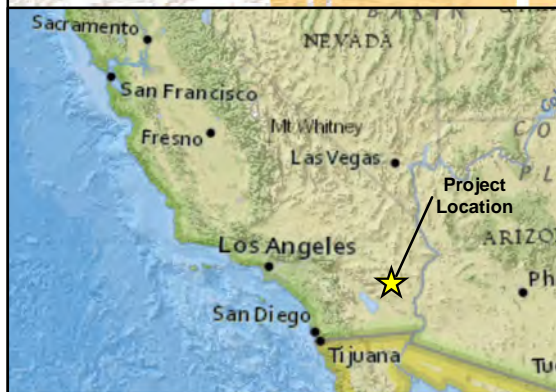 BASIN
Sacramento
NEVADA
San Francisco
Mt Whitney
Fresno
Las Vegas
Project
Location
Los Angeles
ARIZO
Ph
San Diego
Tijuana
Tu